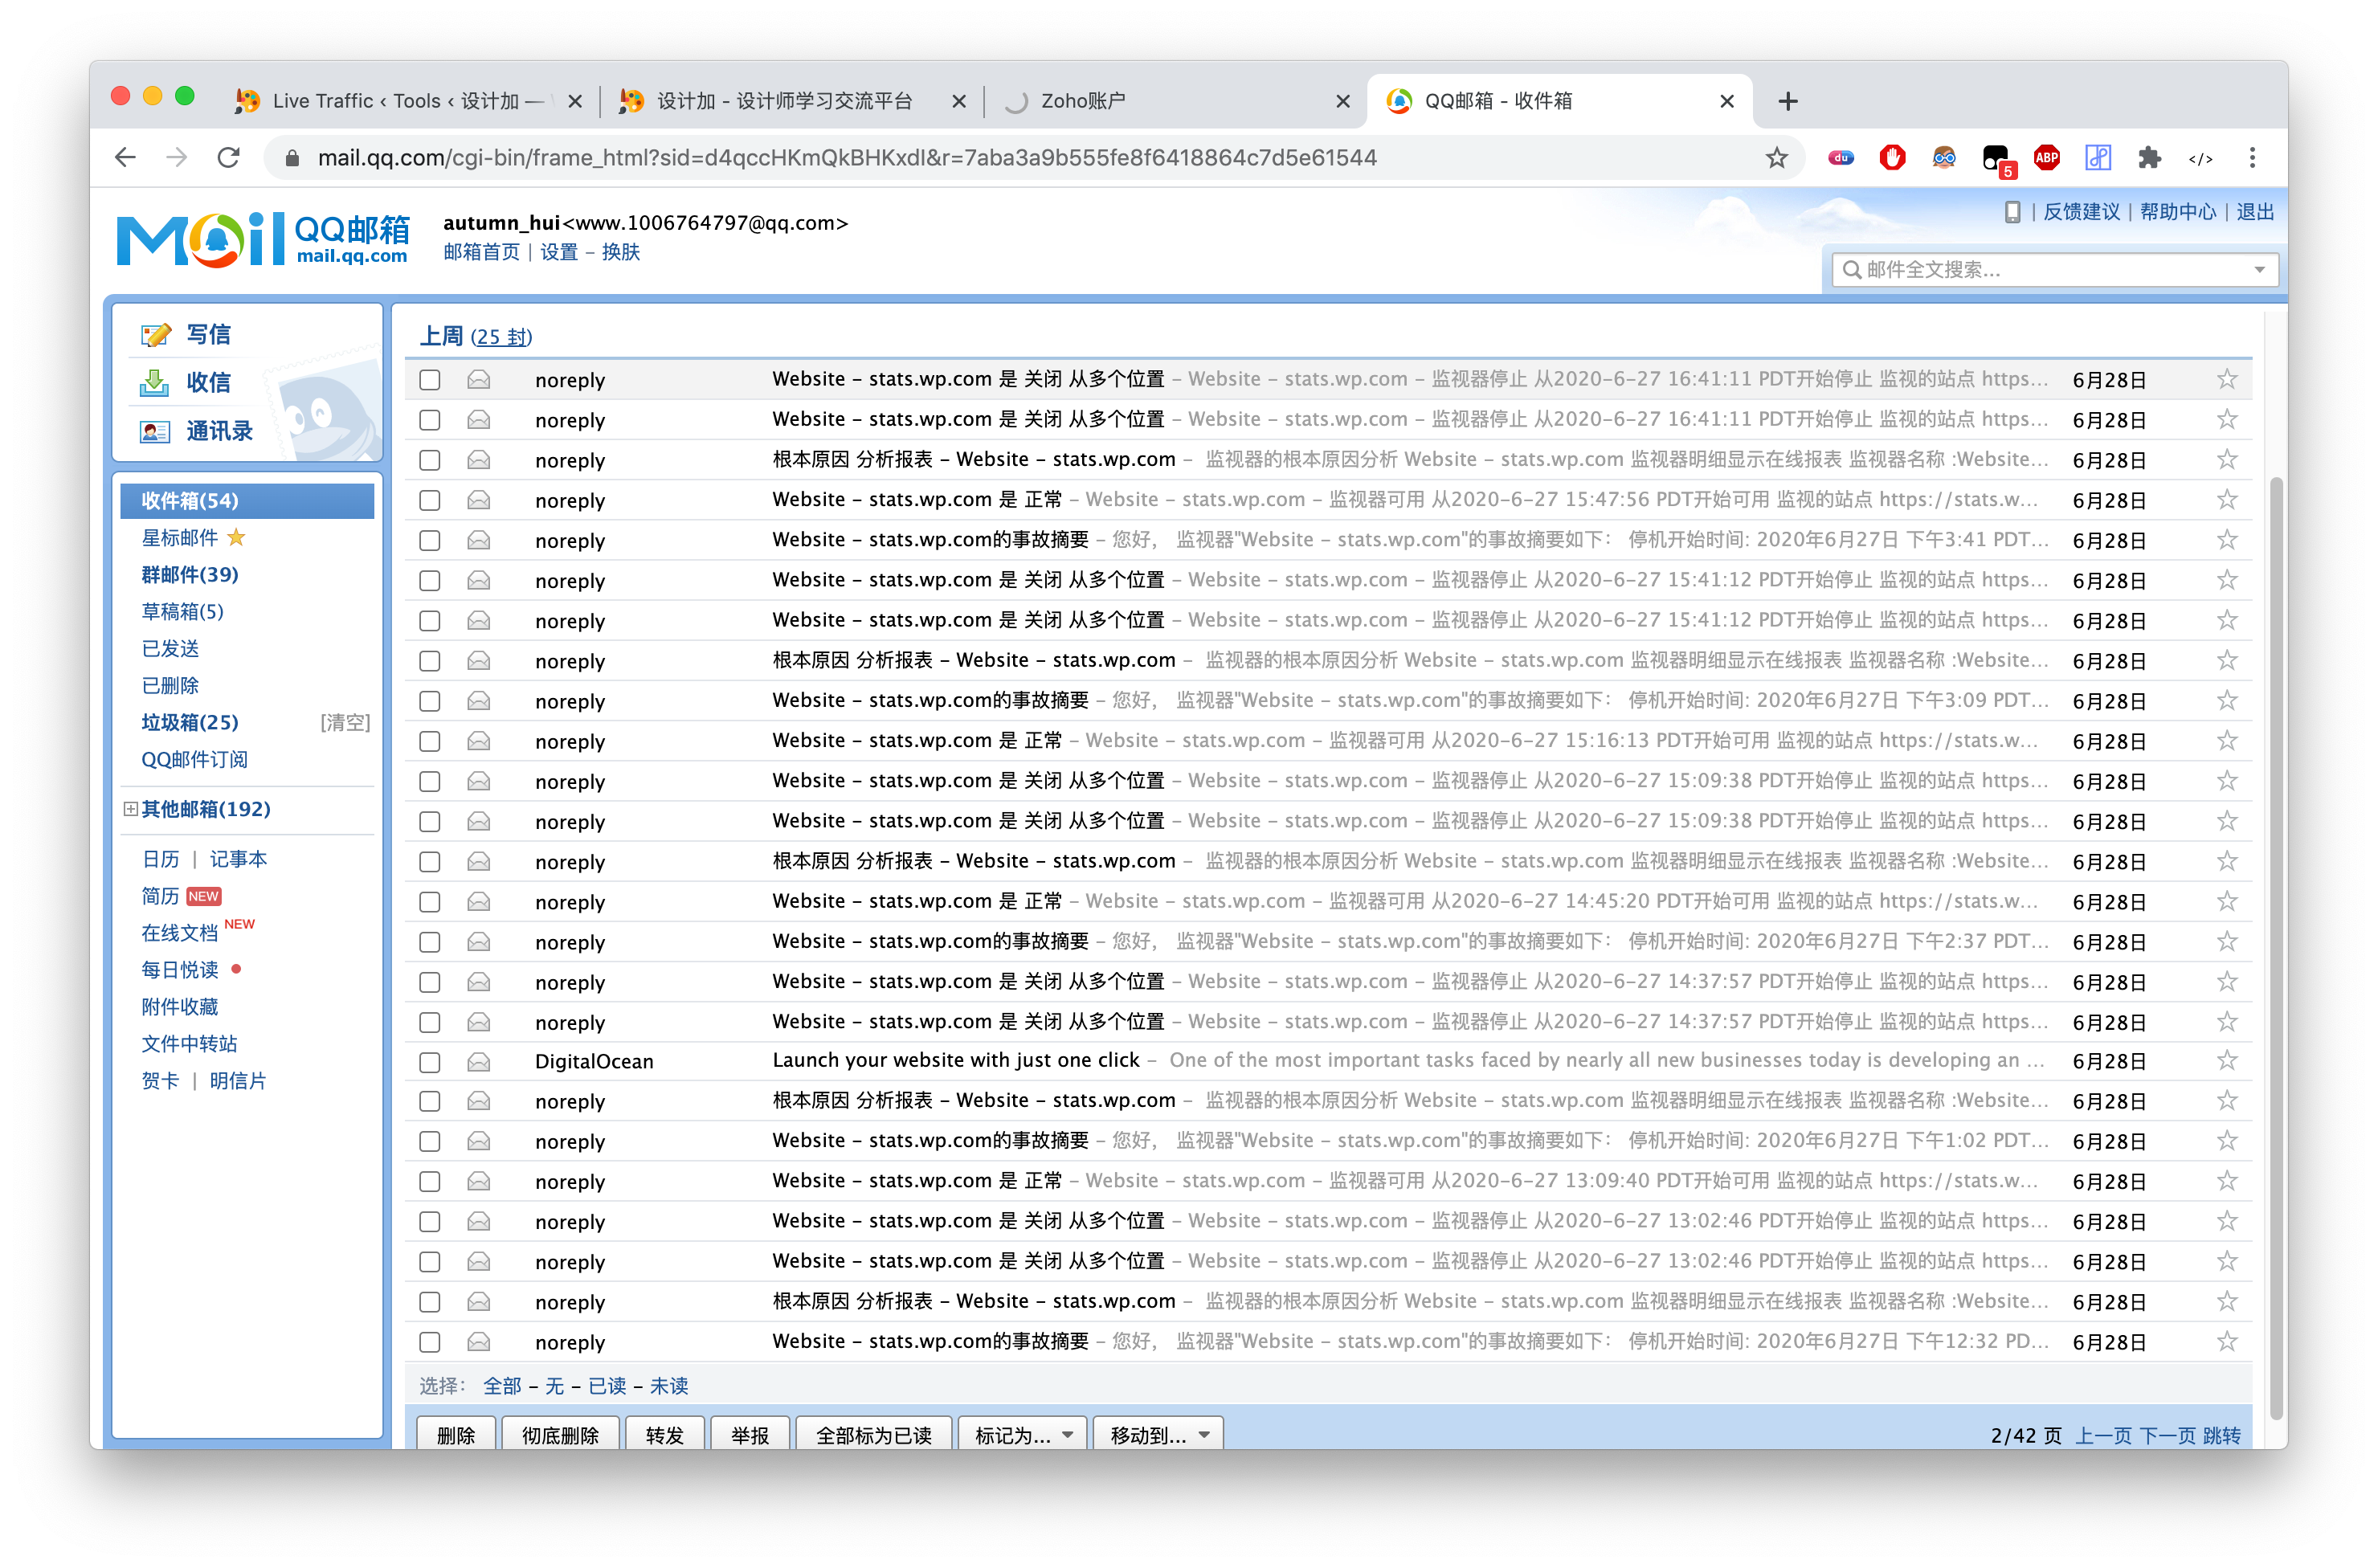 Live Traffic ‹ Tools ‹ 设计加 —
设计加 - 设计师学习交流平台
Zoho账户
QQ邮箱 - 收件箱
mail.qq.com/cgi-bin/frame_html?sid=d4qccHKmQkBHKxdI&r=7aba3a9b555fe8f6418864c7d5e61544
du
5
ABP
</>
Mail QQ邮箱
mail.qq.com
autumn_hui<www.1006764797@qq.com>
邮箱首页 | 设置 – 换肤
| 反馈建议 | 帮助中心 | 退出
邮件全文搜索...
写信
收信
通讯录
收件箱(54)
星标邮件
群邮件(39)
草稿箱(5)
已发送
已删除
垃圾箱(25) [清空]
QQ邮件订阅
其他邮箱(192)
日历 | 记事本
简历 NEW
在线文档 NEW
每日悦读
附件收藏
文件中转站
贺卡 | 明信片
上周 (25 封)
noreply Website – stats.wp.com 是 关闭 从多个位置 – Website – stats.wp.com – 监视器停止 从2020-6-27 16:41:11 PDT开始停止 监视的站点 https... 6月28日
noreply Website – stats.wp.com 是 关闭 从多个位置 – Website – stats.wp.com – 监视器停止 从2020-6-27 16:41:11 PDT开始停止 监视的站点 https... 6月28日
noreply 根本原因 分析报表 – Website – stats.wp.com – 监视器的根本原因分析 Website – stats.wp.com 监视器明细显示在线报表 监视器名称 :Website... 6月28日
noreply Website – stats.wp.com 是 正常 – Website – stats.wp.com – 监视器可用 从2020-6-27 15:47:56 PDT开始可用 监视的站点 https://stats.w... 6月28日
noreply Website – stats.wp.com的事故摘要 – 您好， 监视器"Website – stats.wp.com"的事故摘要如下： 停机开始时间: 2020年6月27日 下午3:41 PDT... 6月28日
noreply Website – stats.wp.com 是 关闭 从多个位置 – Website – stats.wp.com – 监视器停止 从2020-6-27 15:41:12 PDT开始停止 监视的站点 https... 6月28日
noreply Website – stats.wp.com 是 关闭 从多个位置 – Website – stats.wp.com – 监视器停止 从2020-6-27 15:41:12 PDT开始停止 监视的站点 https... 6月28日
noreply 根本原因 分析报表 – Website – stats.wp.com – 监视器的根本原因分析 Website – stats.wp.com 监视器明细显示在线报表 监视器名称 :Website... 6月28日
noreply Website – stats.wp.com的事故摘要 – 您好， 监视器"Website – stats.wp.com"的事故摘要如下： 停机开始时间: 2020年6月27日 下午3:09 PDT... 6月28日
noreply Website – stats.wp.com 是 正常 – Website – stats.wp.com – 监视器可用 从2020-6-27 15:16:13 PDT开始可用 监视的站点 https://stats.w... 6月28日
noreply Website – stats.wp.com 是 关闭 从多个位置 – Website – stats.wp.com – 监视器停止 从2020-6-27 15:09:38 PDT开始停止 监视的站点 https... 6月28日
noreply Website – stats.wp.com 是 关闭 从多个位置 – Website – stats.wp.com – 监视器停止 从2020-6-27 15:09:38 PDT开始停止 监视的站点 https... 6月28日
noreply 根本原因 分析报表 – Website – stats.wp.com – 监视器的根本原因分析 Website – stats.wp.com 监视器明细显示在线报表 监视器名称 :Website... 6月28日
noreply Website – stats.wp.com 是 正常 – Website – stats.wp.com – 监视器可用 从2020-6-27 14:45:20 PDT开始可用 监视的站点 https://stats.w... 6月28日
noreply Website – stats.wp.com的事故摘要 – 您好， 监视器"Website – stats.wp.com"的事故摘要如下： 停机开始时间: 2020年6月27日 下午2:37 PDT... 6月28日
noreply Website – stats.wp.com 是 关闭 从多个位置 – Website – stats.wp.com – 监视器停止 从2020-6-27 14:37:57 PDT开始停止 监视的站点 https... 6月28日
noreply Website – stats.wp.com 是 关闭 从多个位置 – Website – stats.wp.com – 监视器停止 从2020-6-27 14:37:57 PDT开始停止 监视的站点 https... 6月28日
DigitalOcean Launch your website with just one click – One of the most important tasks faced by nearly all new businesses today is developing an ... 6月28日
noreply 根本原因 分析报表 – Website – stats.wp.com – 监视器的根本原因分析 Website – stats.wp.com 监视器明细显示在线报表 监视器名称 :Website... 6月28日
noreply Website – stats.wp.com的事故摘要 – 您好， 监视器"Website – stats.wp.com"的事故摘要如下： 停机开始时间: 2020年6月27日 下午1:02 PDT... 6月28日
noreply Website – stats.wp.com 是 正常 – Website – stats.wp.com – 监视器可用 从2020-6-27 13:09:40 PDT开始可用 监视的站点 https://stats.w... 6月28日
noreply Website – stats.wp.com 是 关闭 从多个位置 – Website – stats.wp.com – 监视器停止 从2020-6-27 13:02:46 PDT开始停止 监视的站点 https... 6月28日
noreply Website – stats.wp.com 是 关闭 从多个位置 – Website – stats.wp.com – 监视器停止 从2020-6-27 13:02:46 PDT开始停止 监视的站点 https... 6月28日
noreply 根本原因 分析报表 – Website – stats.wp.com – 监视器的根本原因分析 Website – stats.wp.com 监视器明细显示在线报表 监视器名称 :Website... 6月28日
noreply Website – stats.wp.com的事故摘要 – 您好， 监视器"Website – stats.wp.com"的事故摘要如下： 停机开始时间: 2020年6月27日 下午12:32 PD... 6月28日
选择： 全部 – 无 – 已读 – 未读
删除 彻底删除 转发 举报 全部标为已读 标记为... 移动到... 2/42 页 上一页 下一页 跳转